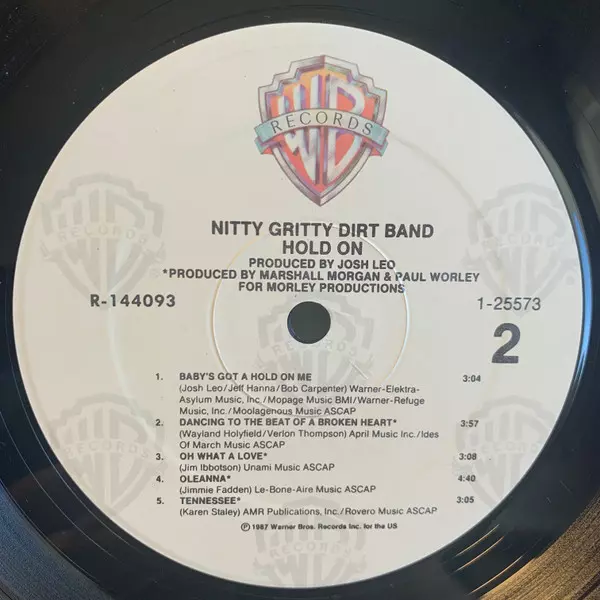 WB
RECORDS
NITTY GRITTY DIRT BAND
HOLD ON
PRODUCED BY JOSH LEO
*PRODUCED BY MARSHALL MORGAN & PAUL WORLEY
FOR MORLEY PRODUCTIONS
R-144093
1-25573
2
1. BABY'S GOT A HOLD ON ME 3:04
(Josh Leo/Jeff Hanna/Bob Carpenter) Warner-Elektra-
Asylum Music, Inc./Mopage Music BMI/Warner-Refuge
Music, Inc./Moolagenous Music ASCAP
2. DANCING TO THE BEAT OF A BROKEN HEART* 3:57
(Wayland Holyfield/Verlon Thompson) April Music Inc./Ides
Of March Music ASCAP
3. OH WHAT A LOVE* 3:08
(Jim Ibbotson) Unami Music ASCAP
4. OLEANNA* 4:40
(Jimmie Fadden) Le-Bone-Aire Music ASCAP
5. TENNESSEE* 3:05
(Karen Staley) AMR Publications, Inc./Rovero Music ASCAP
℗ 1987 Warner Bros. Records Inc. for the US